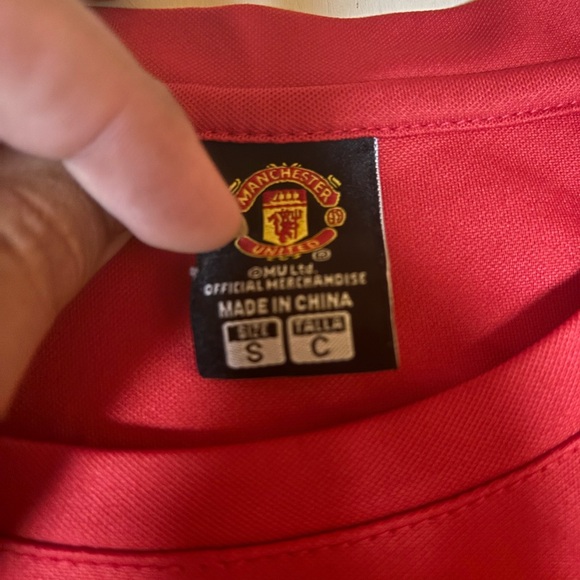 MANCHESTER
UNITED
©MU Ltd.
OFFICIAL MERCHANDISE
MADE IN CHINA
SIZE TALLA
S C